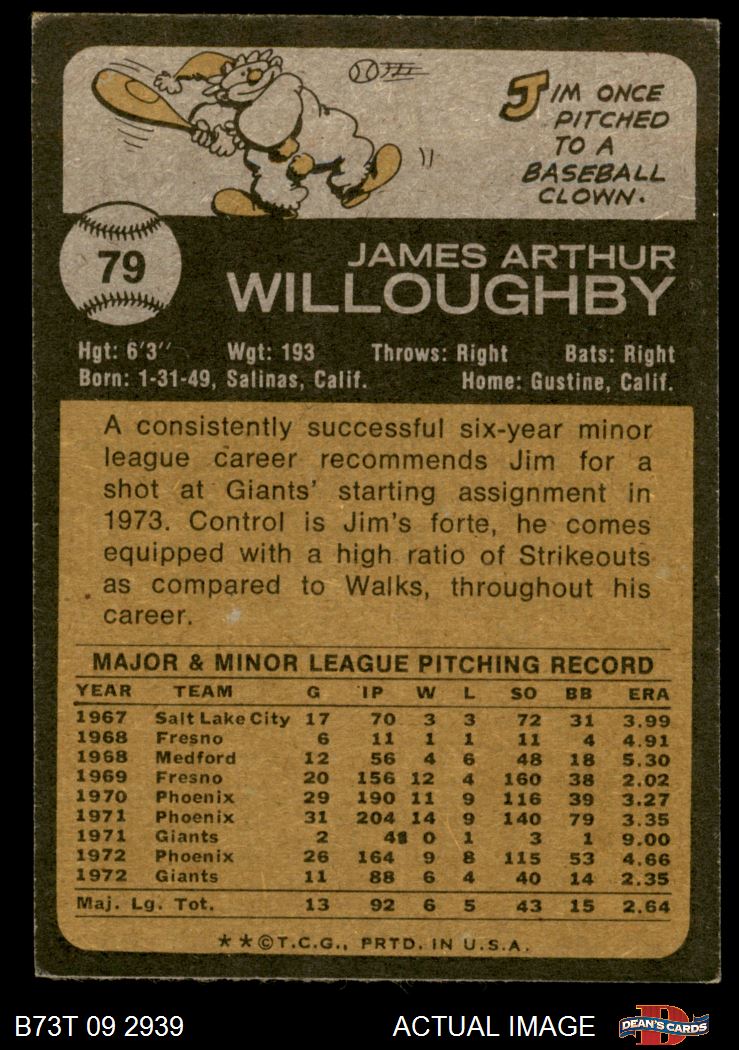 JIM ONCE
PITCHED
TO A
BASEBALL
CLOWN.
79
JAMES ARTHUR
WILLOUGHBY
Hgt: 6'3" Wgt: 193 Throws: Right Bats: Right
Born: 1-31-49, Salinas, Calif. Home: Gustine, Calif.
A consistently successful six-year minor
league career recommends Jim for a
shot at Giants' starting assignment in
1973. Control is Jim's forte, he comes
equipped with a high ratio of Strikeouts
as compared to Walks, throughout his
career.
MAJOR & MINOR LEAGUE PITCHING RECORD
YEAR TEAM G IP W L SO BB ERA
1967 Salt Lake City 17 70 3 3 72 31 3.99
1968 Fresno 6 11 1 1 11 4 4.91
1968 Medford 12 56 4 6 48 18 5.30
1969 Fresno 20 156 12 4 160 38 2.02
1970 Phoenix 29 190 11 9 116 39 3.27
1971 Phoenix 31 204 14 9 140 79 3.35
1971 Giants 2 4 0 1 3 1 9.00
1972 Phoenix 26 164 9 8 115 53 4.66
1972 Giants 11 88 6 4 40 14 2.35
Maj. Lg. Tot. 13 92 6 5 43 15 2.64
★★©T.C.G., PRTD. IN U.S.A.
B73T 09 2939 ACTUAL IMAGE D DEAN'S CARDS